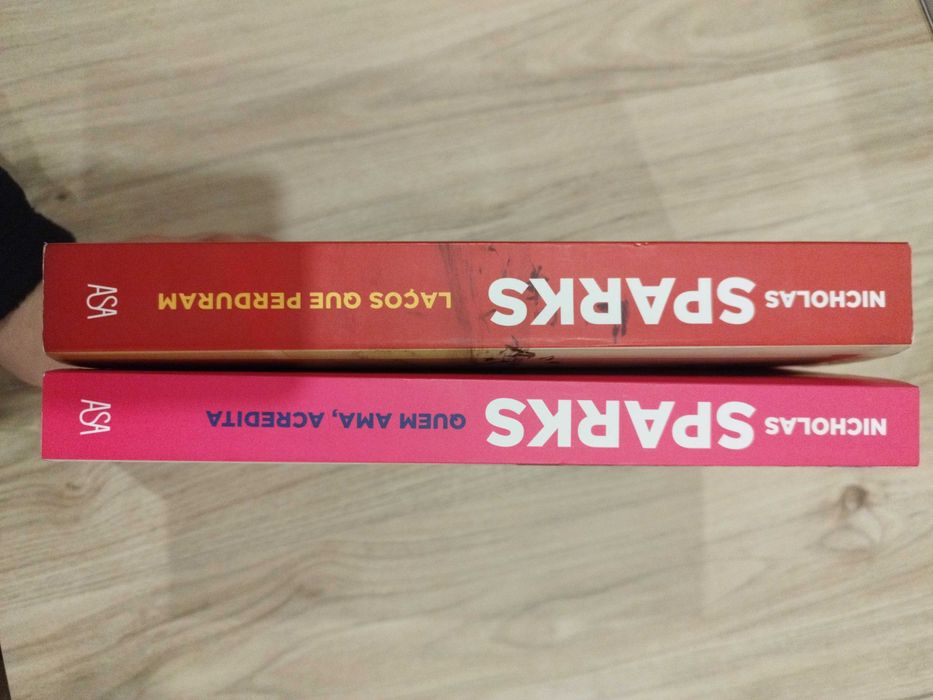 NICHOLAS SPARKS LAÇOS QUE PERDURAM ASA
NICHOLAS SPARKS QUEM AMA, ACREDITA ASA